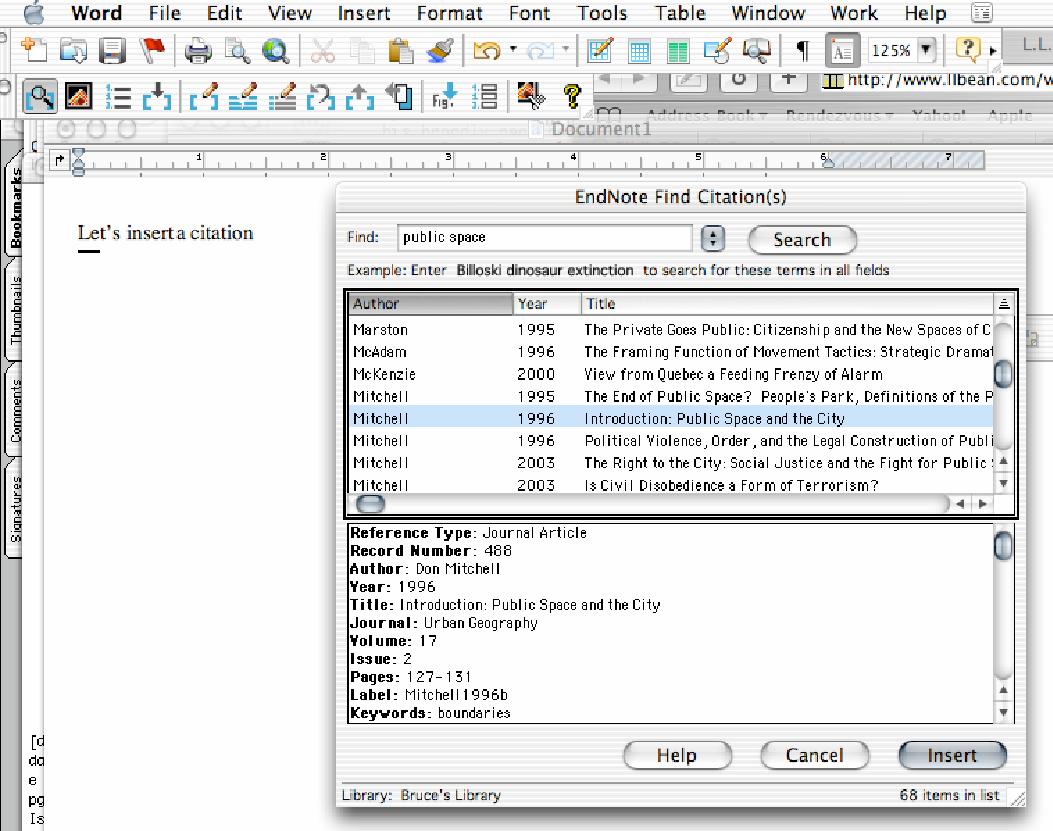 Word File Edit View Insert Format Font Tools Table Window Work Help
125% L.L.
Fig. http://www.llbean.com/w
Address Book Rendezvous Yahoo! Apple
Document1
1 2 3 4 5 6 7
Bookmarks
Thumbnails
Comments
Signatures
Let's insert a citation
EndNote Find Citation(s)
Find: public space Search
Example: Enter Billoski dinosaur extinction to search for these terms in all fields
Author Year Title
Marston 1995 The Private Goes Public: Citizenship and the New Spaces of C
McAdam 1996 The Framing Function of Movement Tactics: Strategic Dramat
McKenzie 2000 View from Quebec a Feeding Frenzy of Alarm
Mitchell 1995 The End of Public Space? People's Park, Definitions of the P
Mitchell 1996 Introduction: Public Space and the City
Mitchell 1996 Political Violence, Order, and the Legal Construction of Publi
Mitchell 2003 The Right to the City: Social Justice and the Fight for Public
Mitchell 2003 Is Civil Disobedience a Form of Terrorism?
Reference Type: Journal Article
Record Number: 488
Author: Don Mitchell
Year: 1996
Title: Introduction: Public Space and the City
Journal: Urban Geography
Volume: 17
Issue: 2
Pages: 127-131
Label: Mitchell1996b
Keywords: boundaries
Help Cancel Insert
Library: Bruce's Library 68 items in list
[d
e
pg
Is